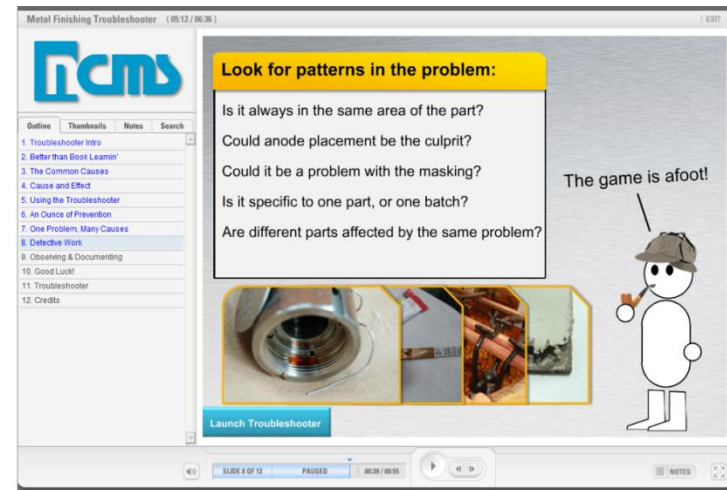 Metal Finishing Troubleshooter ( 05:12 / 06:36 )
EXIT
ncms
Outline Thumbnails Notes Search
1. Troubleshooter Intro
2. Better than Book Learnin'
3. The Common Causes
4. Cause and Effect
5. Using the Troubleshooter
6. An Ounce of Prevention
7. One Problem, Many Causes
8. Detective Work
9. Observing & Documenting
10. Good Luck!
11. Troubleshooter
12. Credits
Look for patterns in the problem:
Is it always in the same area of the part?
Could anode placement be the culprit?
Could it be a problem with the masking?
Is it specific to one part, or one batch?
Are different parts affected by the same problem?
The game is afoot!
Launch Troubleshooter
SLIDE 8 OF 12 PAUSED 00:39 / 00:55
NOTES